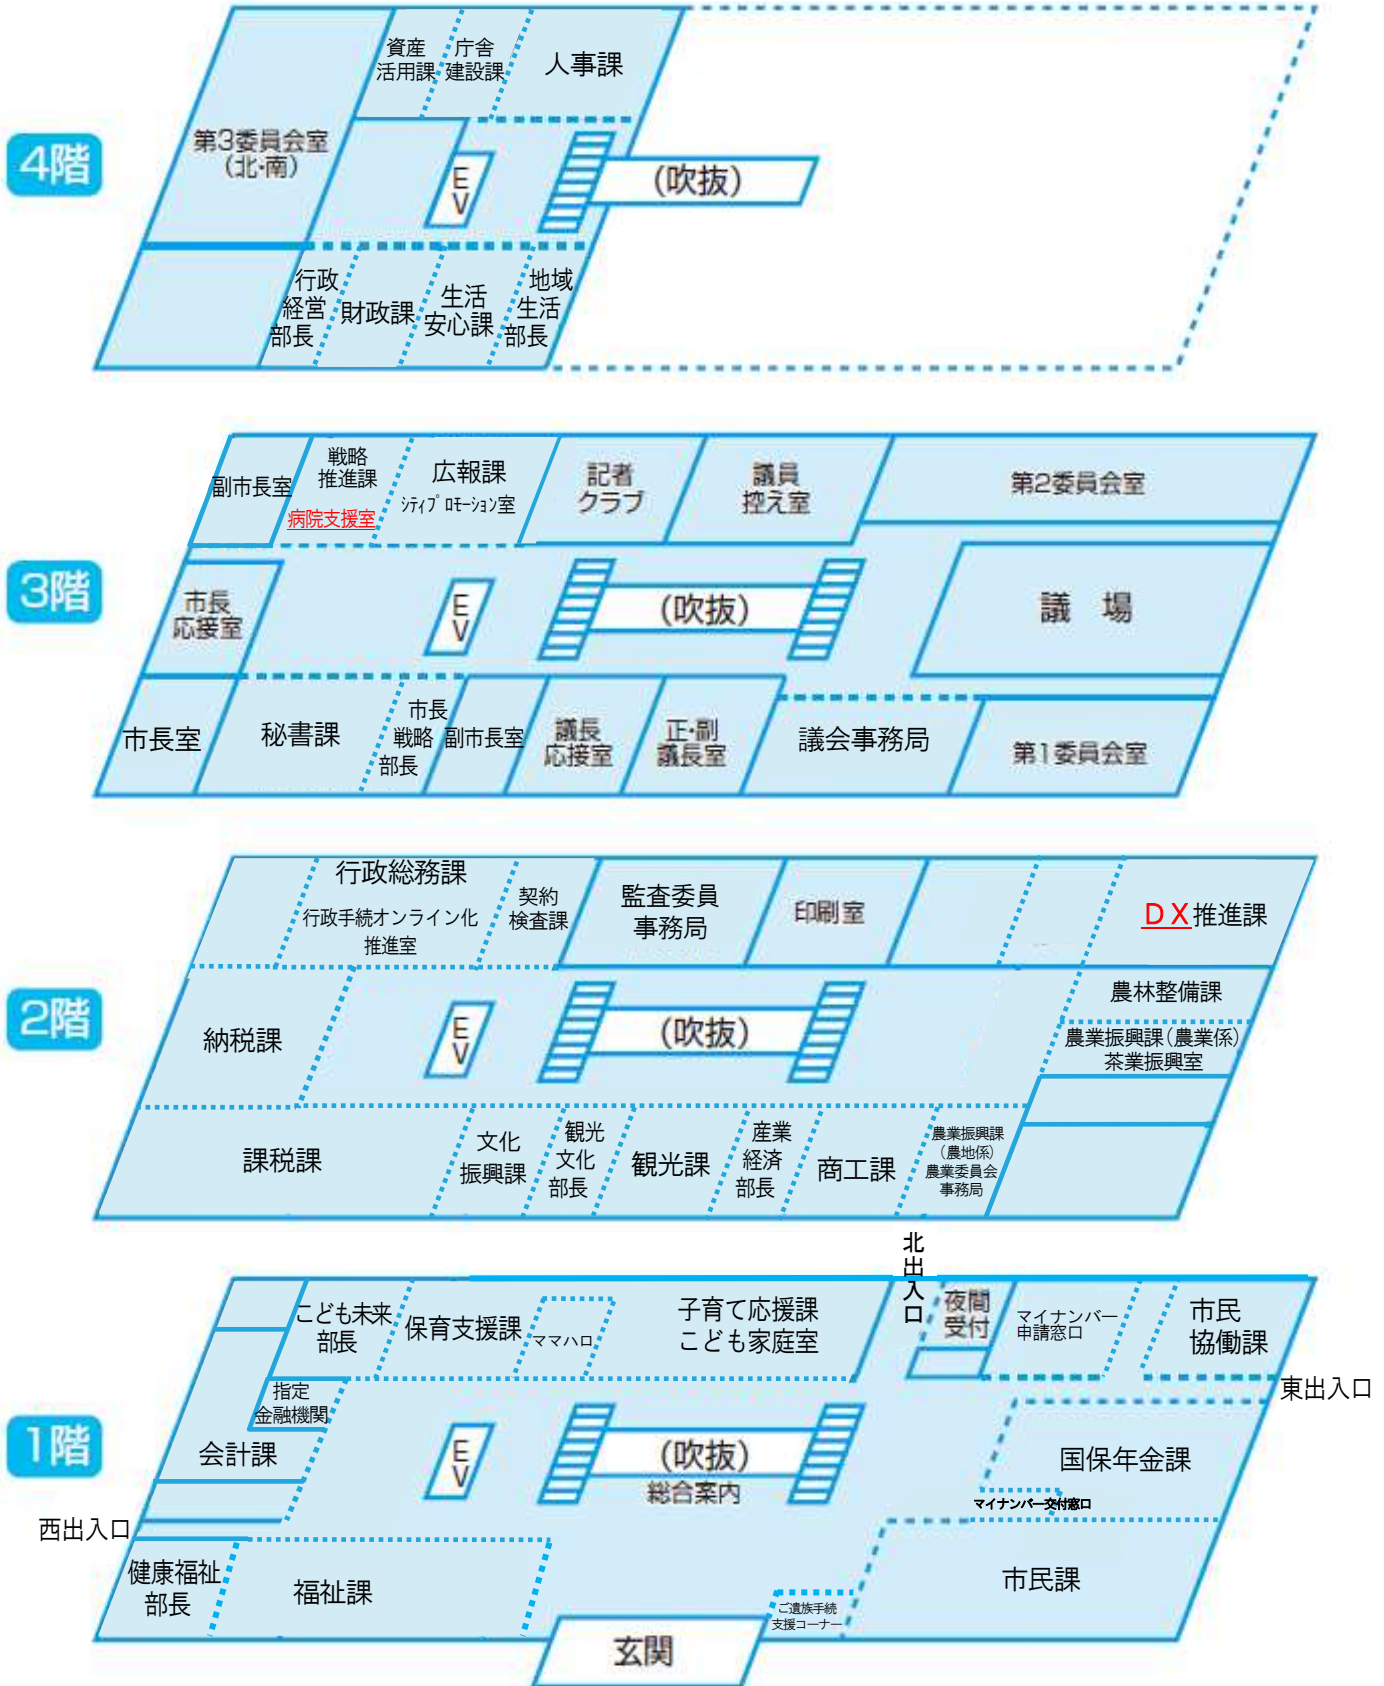 4階
資産
活用課
庁舎
建設課
人事課
第3委員会室
(北・南)
EV
(吹抜)
行政
経営
部長
財政課
生活
安心課
地域
生活
部長
3階
副市長室
戦略
推進課
病院支援室
広報課
シティプロモーション室
記者
クラブ
議員
控え室
第2委員会室
市長
応接室
EV
(吹抜)
議 場
市長室
秘書課
市長
戦略
部長
副市長室
議長
応接室
正・副
議長室
議会事務局
第1委員会室
2階
行政総務課
行政手続オンライン化
推進室
契約
検査課
監査委員
事務局
印刷室
DX推進課
納税課
EV
(吹抜)
農林整備課
農業振興課(農業係)
茶業振興室
課税課
文化
振興課
観光
文化
部長
観光課
産業
経済
部長
商工課
農業振興課
(農地係)
農業委員会
事務局
1階
北出入口
こども未来
部長
保育支援課
ママハロ
子育て応援課
こども家庭室
夜間
受付
マイナンバー
申請窓口
市民
協働課
東出入口
指定
金融機関
会計課
EV
(吹抜)
総合案内
国保年金課
マイナンバー交付窓口
西出入口
健康福祉
部長
福祉課
市民課
ご遺族手続
支援コーナー
玄関